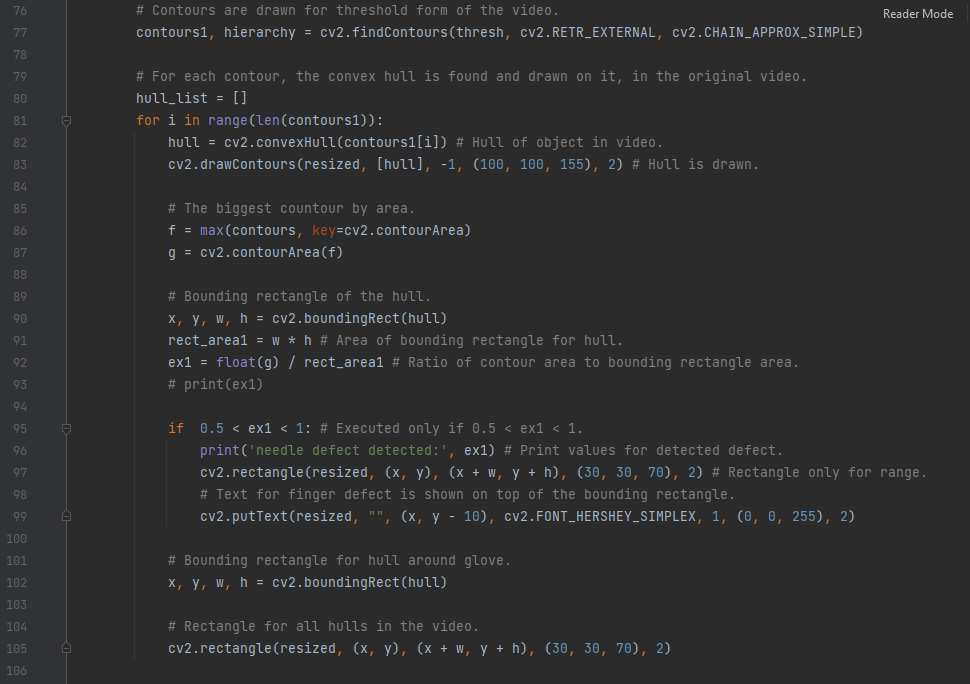 Reader Mode
76 # Contours are drawn for threshold form of the video.
77 contours1, hierarchy = cv2.findContours(thresh, cv2.RETR_EXTERNAL, cv2.CHAIN_APPROX_SIMPLE)
78
79 # For each contour, the convex hull is found and drawn on it, in the original video.
80 hull_list = []
81 for i in range(len(contours1)):
82 hull = cv2.convexHull(contours1[i]) # Hull of object in video.
83 cv2.drawContours(resized, [hull], -1, (100, 100, 155), 2) # Hull is drawn.
84
85 # The biggest countour by area.
86 f = max(contours, key=cv2.contourArea)
87 g = cv2.contourArea(f)
88
89 # Bounding rectangle of the hull.
90 x, y, w, h = cv2.boundingRect(hull)
91 rect_area1 = w * h # Area of bounding rectangle for hull.
92 ex1 = float(g) / rect_area1 # Ratio of contour area to bounding rectangle area.
93 # print(ex1)
94
95 if  0.5 < ex1 < 1: # Executed only if 0.5 < ex1 < 1.
96 print('needle defect detected:', ex1) # Print values for detected defect.
97 cv2.rectangle(resized, (x, y), (x + w, y + h), (30, 30, 70), 2) # Rectangle only for range.
98 # Text for finger defect is shown on top of the bounding rectangle.
99 cv2.putText(resized, "", (x, y - 10), cv2.FONT_HERSHEY_SIMPLEX, 1, (0, 0, 255), 2)
100
101 # Bounding rectangle for hull around glove.
102 x, y, w, h = cv2.boundingRect(hull)
103
104 # Rectangle for all hulls in the video.
105 cv2.rectangle(resized, (x, y), (x + w, y + h), (30, 30, 70), 2)
106